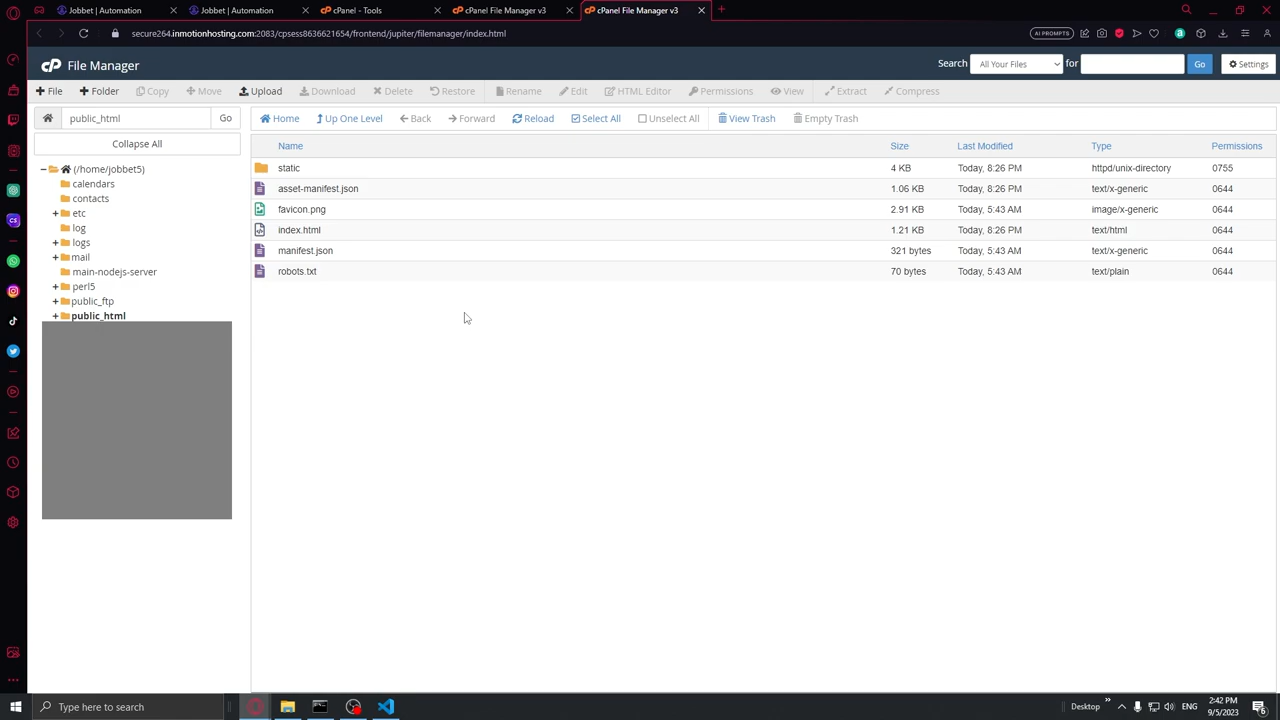 Jobbet | Automation
Jobbet | Automation
cPanel - Tools
cPanel File Manager v3
cPanel File Manager v3
secure264.inmotionhosting.com:2083/cpsess8636621654/frontend/jupiter/filemanager/index.html
AI PROMPTS
cP File Manager
Search All Your Files for Go Settings
File Folder Copy Move Upload Download Delete Restore Rename Edit HTML Editor Permissions View Extract Compress
public_html Go
Home Up One Level Back Forward Reload Select All Unselect All View Trash Empty Trash
Collapse All
(/home/jobbet5)
calendars
contacts
etc
log
logs
mail
main-nodejs-server
perl5
public_ftp
public_html
Name Size Last Modified Type Permissions
static 4 KB Today, 8:26 PM httpd/unix-directory 0755
asset-manifest.json 1.06 KB Today, 8:26 PM text/x-generic 0644
favicon.png 2.91 KB Today, 5:43 AM image/x-generic 0644
index.html 1.21 KB Today, 8:26 PM text/html 0644
manifest.json 321 bytes Today, 5:43 AM text/x-generic 0644
robots.txt 70 bytes Today, 5:43 AM text/plain 0644
Type here to search
Desktop
2:42 PM
9/5/2023
6